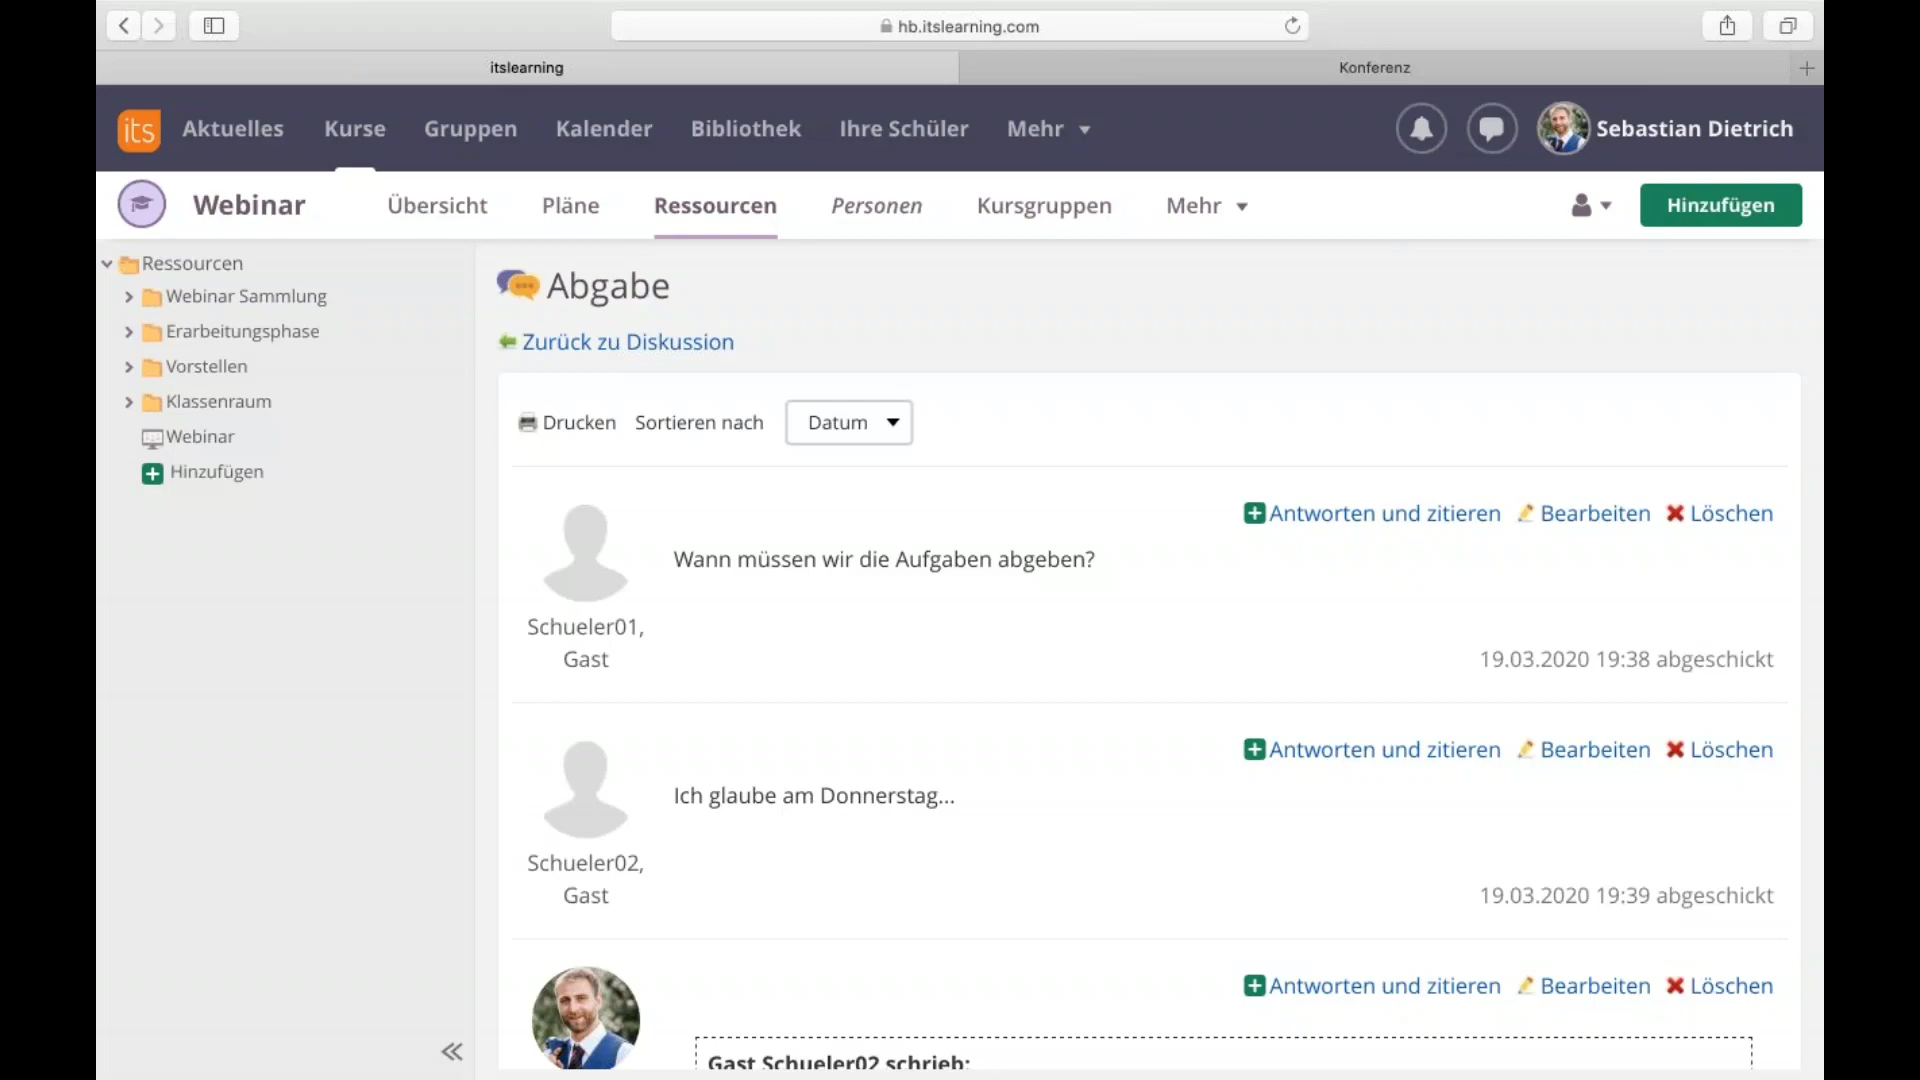 hb.itslearning.com
itslearning
Konferenz
its
Aktuelles
Kurse
Gruppen
Kalender
Bibliothek
Ihre Schüler
Mehr
Sebastian Dietrich
Webinar
Übersicht
Pläne
Ressourcen
Personen
Kursgruppen
Mehr
Hinzufügen
Ressourcen
Webinar Sammlung
Erarbeitungsphase
Vorstellen
Klassenraum
Webinar
Hinzufügen
Abgabe
Zurück zu Diskussion
Drucken Sortieren nach Datum
Antworten und zitieren Bearbeiten Löschen
Wann müssen wir die Aufgaben abgeben?
Schueler01,
Gast
19.03.2020 19:38 abgeschickt
Antworten und zitieren Bearbeiten Löschen
Ich glaube am Donnerstag...
Schueler02,
Gast
19.03.2020 19:39 abgeschickt
Antworten und zitieren Bearbeiten Löschen
Gast Schueler02 schrieb: